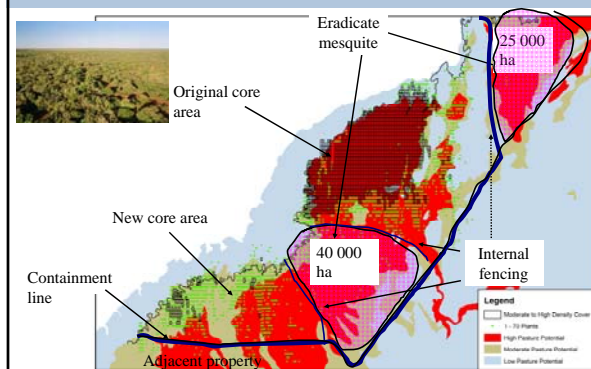 Eradicate
mesquite
25 000
ha
Original core
area
New core area
40 000
ha
Internal
fencing
Containment
line
Adjacent property
Legend
Moderate to High Density Cover
1 - 70 Plants
High Pasture Potential
Moderate Pasture Potential
Low Pasture Potential